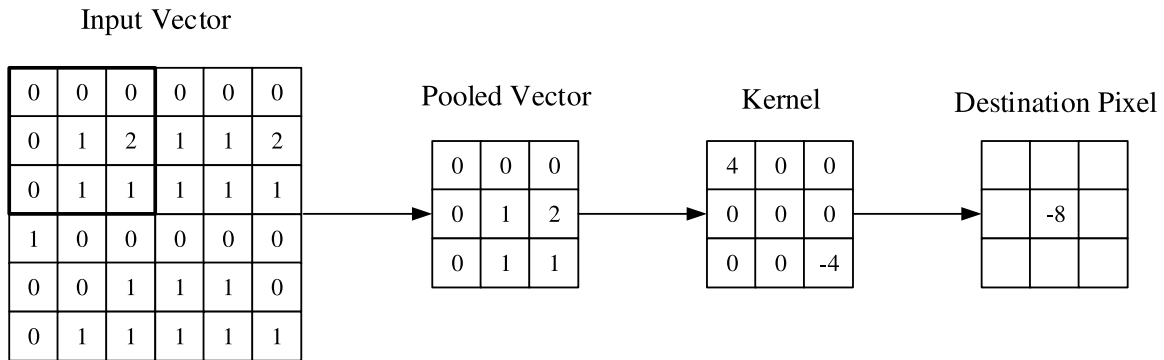 Input Vector
0 0 0 0 0 0
0 1 2 1 1 2
0 1 1 1 1 1
1 0 0 0 0 0
0 0 1 1 1 0
0 1 1 1 1 1
Pooled Vector
0 0 0
0 1 2
0 1 1
Kernel
4 0 0
0 0 0
0 0 -4
Destination Pixel
-8